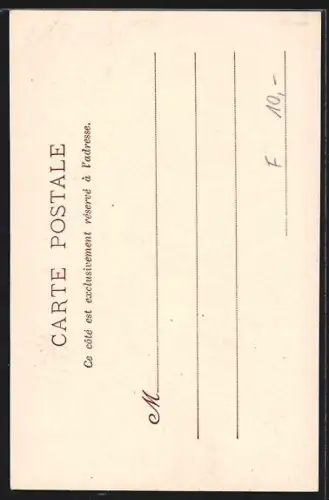 CARTE POSTALE
Ce côté est exclusivement réservé à l'adresse.
M
F 10,-